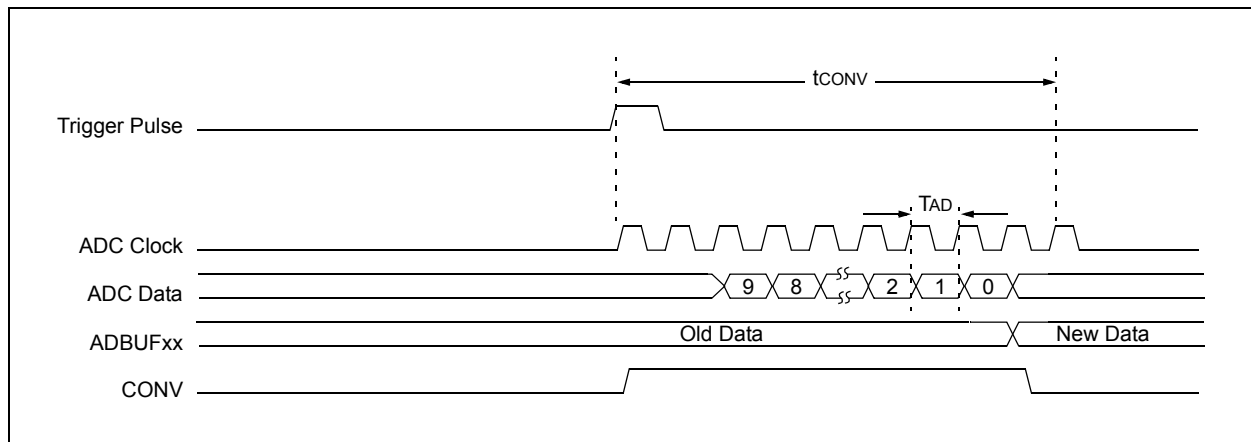 tCONV
Trigger Pulse
TAD
ADC Clock
ADC Data
9 8 2 1 0
ADBUFxx
Old Data
New Data
CONV